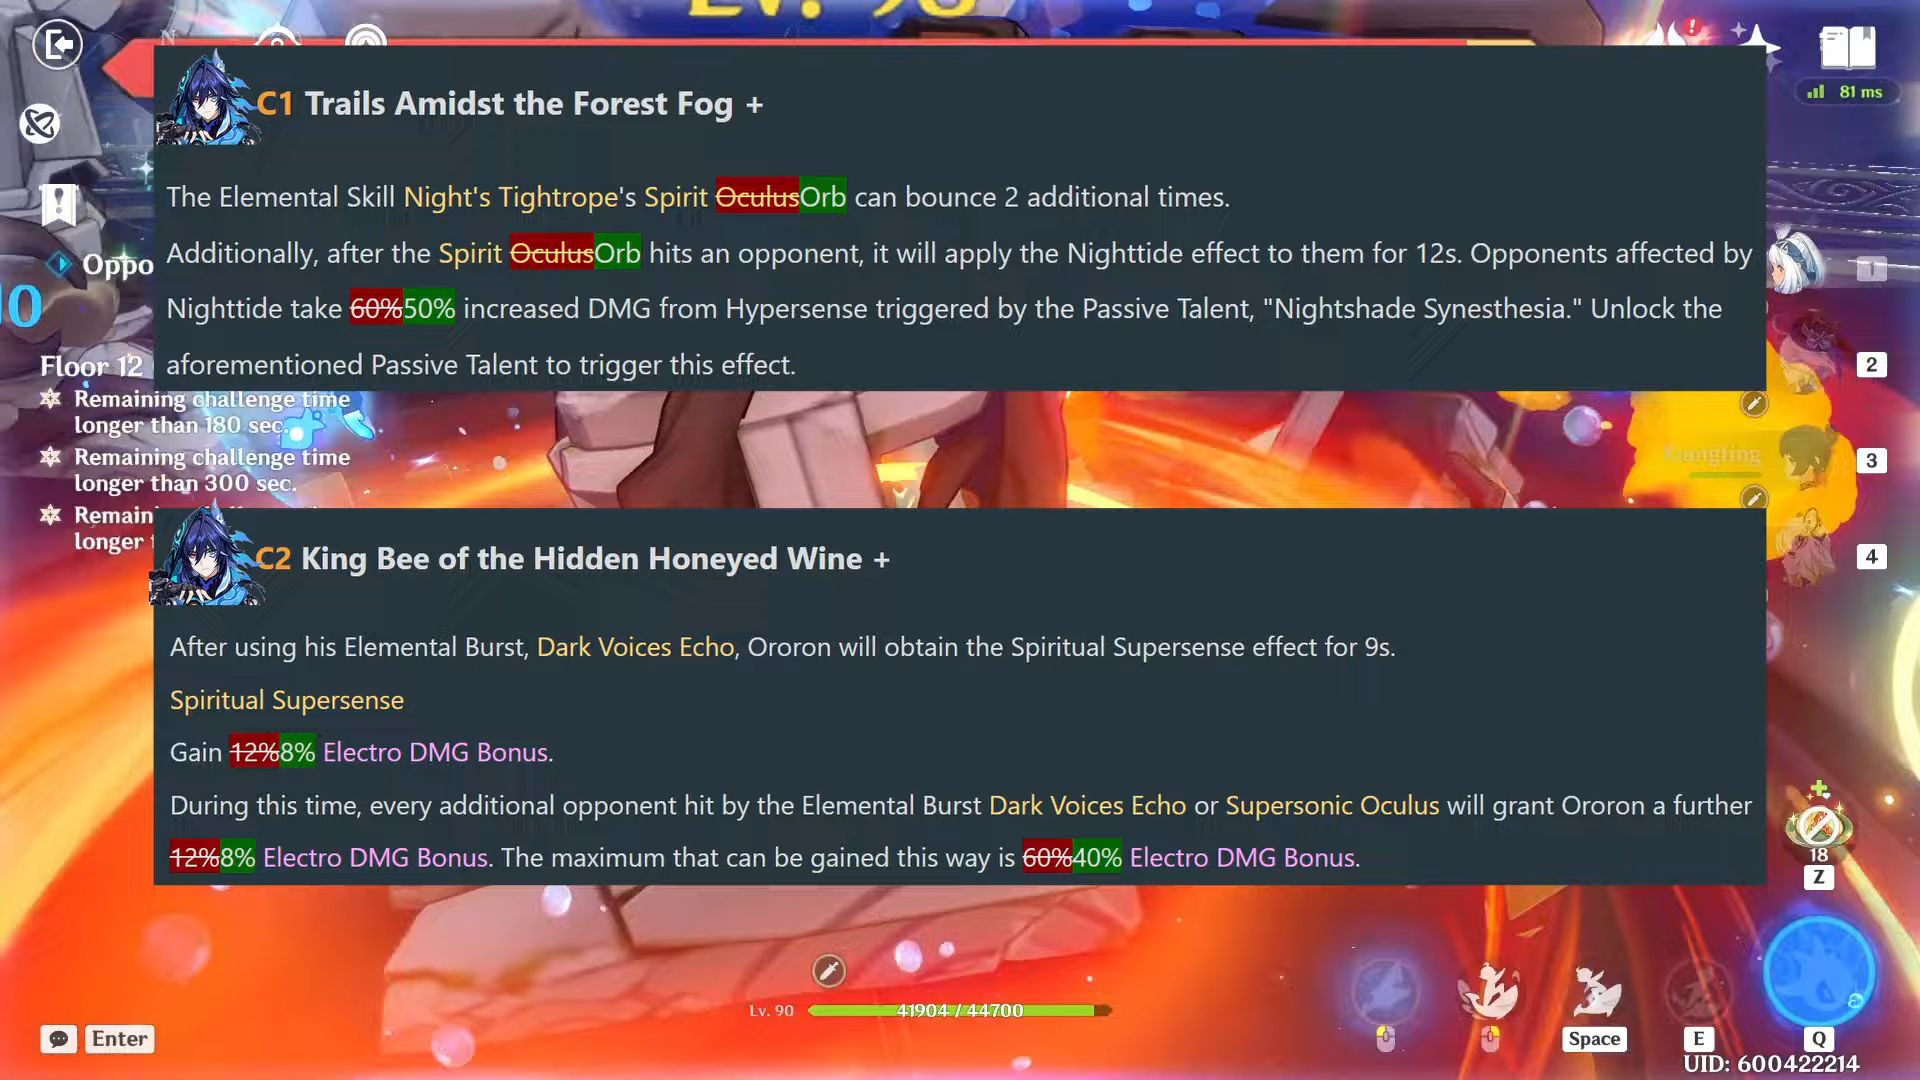 Lv. 90
N
81 ms
C1 Trails Amidst the Forest Fog +
The Elemental Skill Night's Tightrope's Spirit OculusOrb can bounce 2 additional times.
Additionally, after the Spirit OculusOrb hits an opponent, it will apply the Nighttide effect to them for 12s. Opponents affected by
Nighttide take 60%50% increased DMG from Hypersense triggered by the Passive Talent, "Nightshade Synesthesia." Unlock the
aforementioned Passive Talent to trigger this effect.
Oppo
Floor 12
Remaining challenge time
longer than 180 sec.
Remaining challenge time
longer than 300 sec.
Remain
longer
1
2
Xiangling
3
4
C2 King Bee of the Hidden Honeyed Wine +
After using his Elemental Burst, Dark Voices Echo, Ororon will obtain the Spiritual Supersense effect for 9s.
Spiritual Supersense
Gain 12%8% Electro DMG Bonus.
During this time, every additional opponent hit by the Elemental Burst Dark Voices Echo or Supersonic Oculus will grant Ororon a further
12%8% Electro DMG Bonus. The maximum that can be gained this way is 60%40% Electro DMG Bonus.
18
Z
Lv. 90
41904 / 44700
Enter
Space
E
Q
UID: 600422214